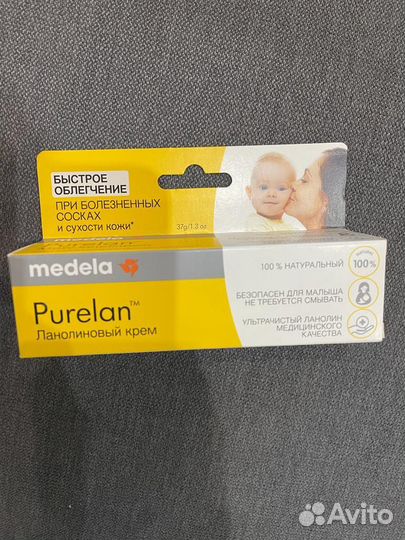 БЫСТРОЕ
ОБЛЕГЧЕНИЕ
ПРИ БОЛЕЗНЕННЫХ
СОСКАХ
И СУХОСТИ КОЖИ*
37g/1.3 oz
medela
Purelan™
Ланолиновый крем
100 % НАТУРАЛЬНЫЙ
100%
БЕЗОПАСЕН ДЛЯ МАЛЫША
НЕ ТРЕБУЕТСЯ СМЫВАТЬ
УЛЬТРАЧИСТЫЙ ЛАНОЛИН
МЕДИЦИНСКОГО
КАЧЕСТВА
Avito